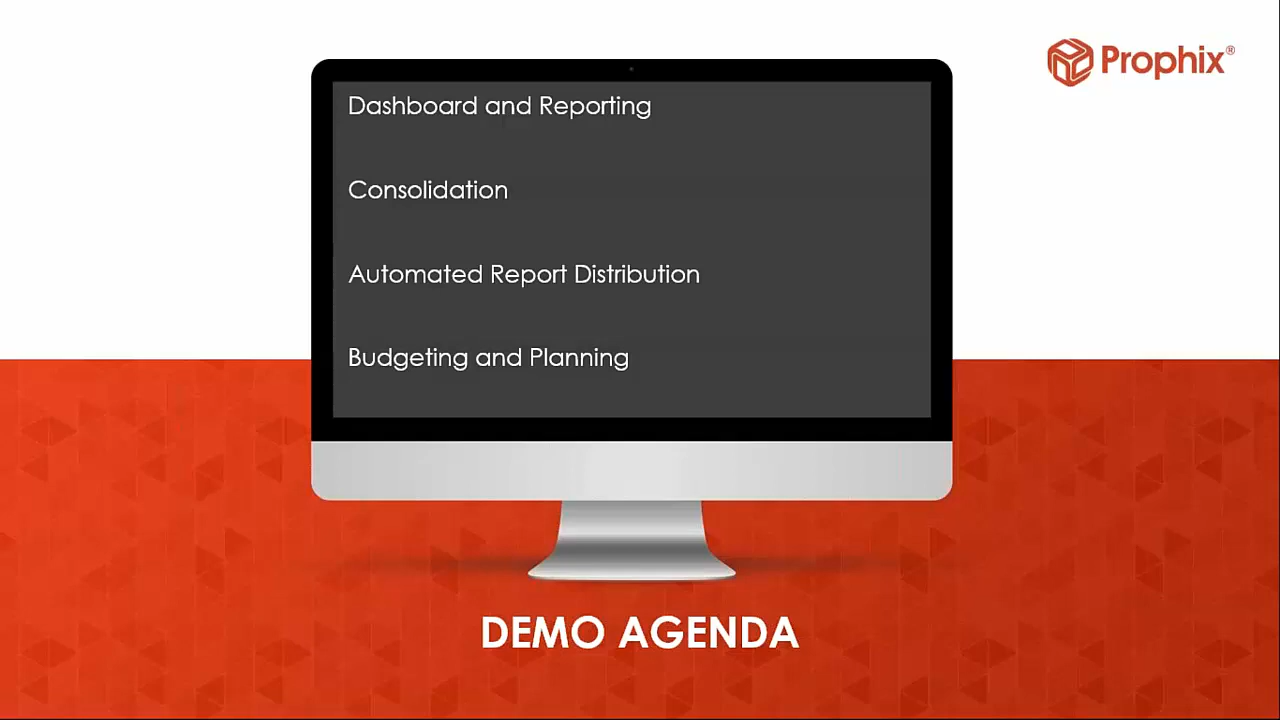 Prophix®
Dashboard and Reporting
Consolidation
Automated Report Distribution
Budgeting and Planning
DEMO AGENDA